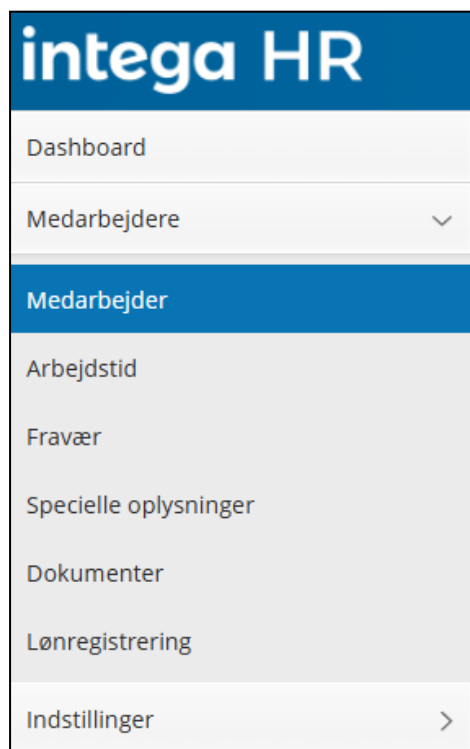 intega HR
Dashboard
Medarbejdere
Medarbejder
Arbejdstid
Fravær
Specielle oplysninger
Dokumenter
Lønregistrering
Indstillinger